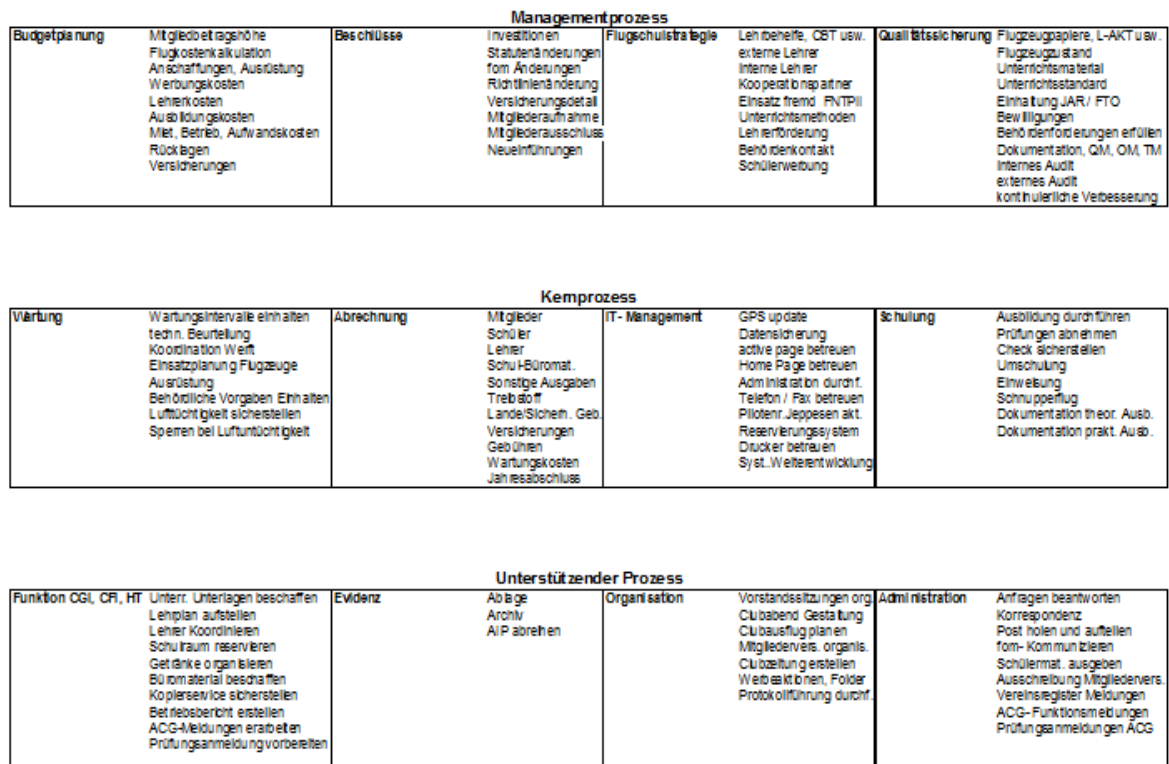 Managementprozess
Budgetplanung
Mitgliedbetragshöhe
Flugkostenkalkulation
Anschaffungen, Ausrüstung
Werbungskosten
Lehrerkosten
Ausbildungskosten
Miet, Betrieb, Aufwandskosten
Rücklagen
Versicherungen
Beschlüsse
Investitionen
Statutenänderungen
fom Änderungen
Richtlinienänderung
Versicherungsdetail
Mitgliederaufnahme
Mitgliederausschluss
Neueinführungen
Flugschulstrategie
Lehrbehelfe, CBT usw.
externe Lehrer
Interne Lehrer
Kooperationspartner
Einsatz fremd FNTPII
Unterrichtsmethoden
Lehrerförderung
Behördenkontakt
Schülerwerbung
Qualitätssicherung
Flugzeugpapiere, L-AKT usw.
Flugzeugzustand
Unterrichtsmaterial
Unterrichtsstandard
Einhaltung JAR / FTO
Bewilligungen
Behördenforderungen erfüllen
Dokumentation, QM, OM, TM
Internes Audit
externes Audit
kontinuierliche Verbesserung
Kernprozess
Wartung
Wartungsintervalle einhalten
techn. Beurteilung
Koordination Werft
Einsatzplanung Flugzeuge
Ausrüstung
Behördliche Vorgaben Einhalten
Lufttüchtigkeit sicherstellen
Sperren bei Luftuntüchtigkeit
Abrechnung
Mitglieder
Schüler
Lehrer
Schul-Büromat.
Sonstige Ausgaben
Treibstoff
Lande/Sicherh. Geb.
Versicherungen
Gebühren
Wartungskosten
Jahresabschluss
IT- Management
GPS update
Datensicherung
active page betreuen
Home Page betreuen
Administration durchf.
Telefon / Fax betreuen
Pilotenr.Jeppesen akt.
Reservierungssystem
Drucker betreuen
Syst..Weiterentwicklung
Schulung
Ausbildung durchführen
Prüfungen abnehmen
Check sicherstellen
Umschulung
Einweisung
Schnupperflug
Dokumentation theor. Ausb.
Dokumentation prakt. Ausb.
Unterstützender Prozess
Funktion CGI, CFI, HT
Unterr. Unterlagen beschaffen
Lehrplan aufstellen
Lehrer Koordinieren
Schulraum reservieren
Getränke organisieren
Büromaterial beschaffen
Kopierservice sicherstellen
Betriebsbericht erstellen
ACG-Meldungen erarbeiten
Prüfungsanmeldung vorbereiten
Evidenz
Ablage
Archiv
AIP abreihen
Organisation
Vorstandssitzungen org.
Clubabend Gestaltung
Clubausflug planen
Mitgliedervers. organis.
Clubzeitung erstellen
Werbeaktionen, Folder
Protokollführung durchf.
Administration
Anfragen beantworten
Korrespondenz
Post holen und aufteilen
fom- Kommunizieren
Schülermat. ausgeben
Ausschreibung Mitgliedervers.
Vereinsregister Meldungen
ACG- Funktionsmeldungen
Prüfungsanmeldungen ACG